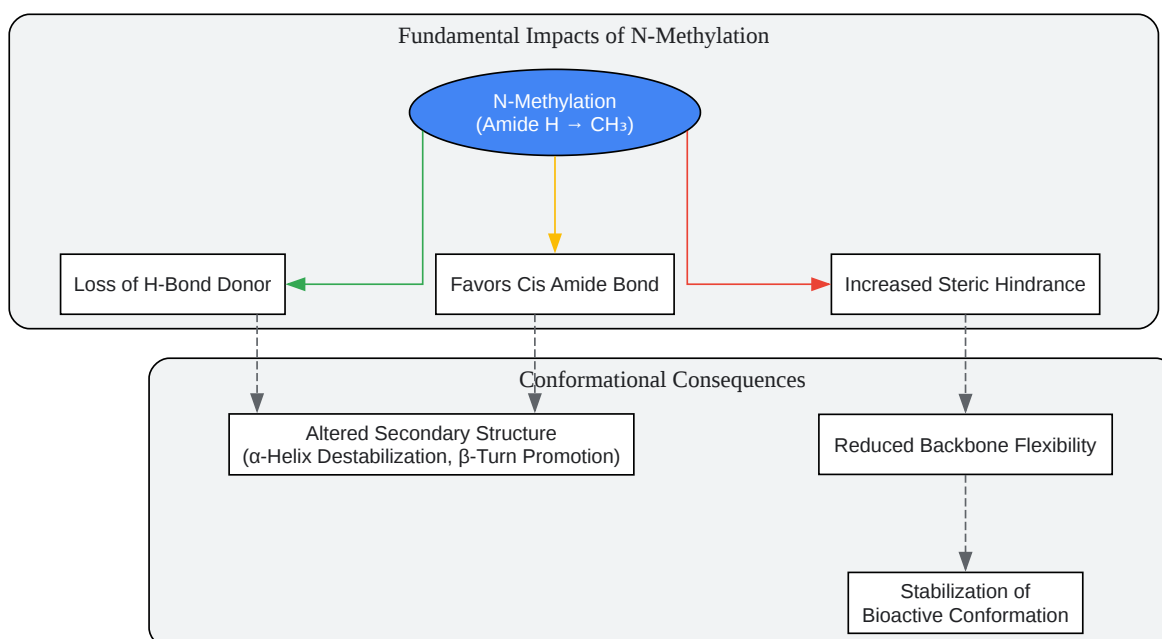 Fundamental Impacts of N-Methylation
N-Methylation
(Amide H → CH₃)
Loss of H-Bond Donor
Favors Cis Amide Bond
Increased Steric Hindrance
Conformational Consequences
Altered Secondary Structure
(α-Helix Destabilization, β-Turn Promotion)
Reduced Backbone Flexibility
Stabilization of
Bioactive Conformation